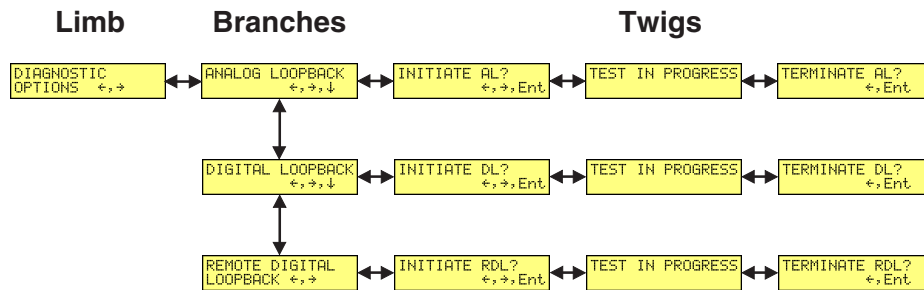 Limb Branches Twigs
DIAGNOSTIC
OPTIONS ←,→
ANALOG LOOPBACK
←,→,↓
INITIATE AL?
←,→,Ent
TEST IN PROGRESS
TERMINATE AL?
←,Ent
DIGITAL LOOPBACK
←,→,↓
INITIATE DL?
←,→,Ent
TEST IN PROGRESS
TERMINATE DL?
←,Ent
REMOTE DIGITAL
LOOPBACK ←,→
INITIATE RDL?
←,→,Ent
TEST IN PROGRESS
TERMINATE RDL?
←,Ent